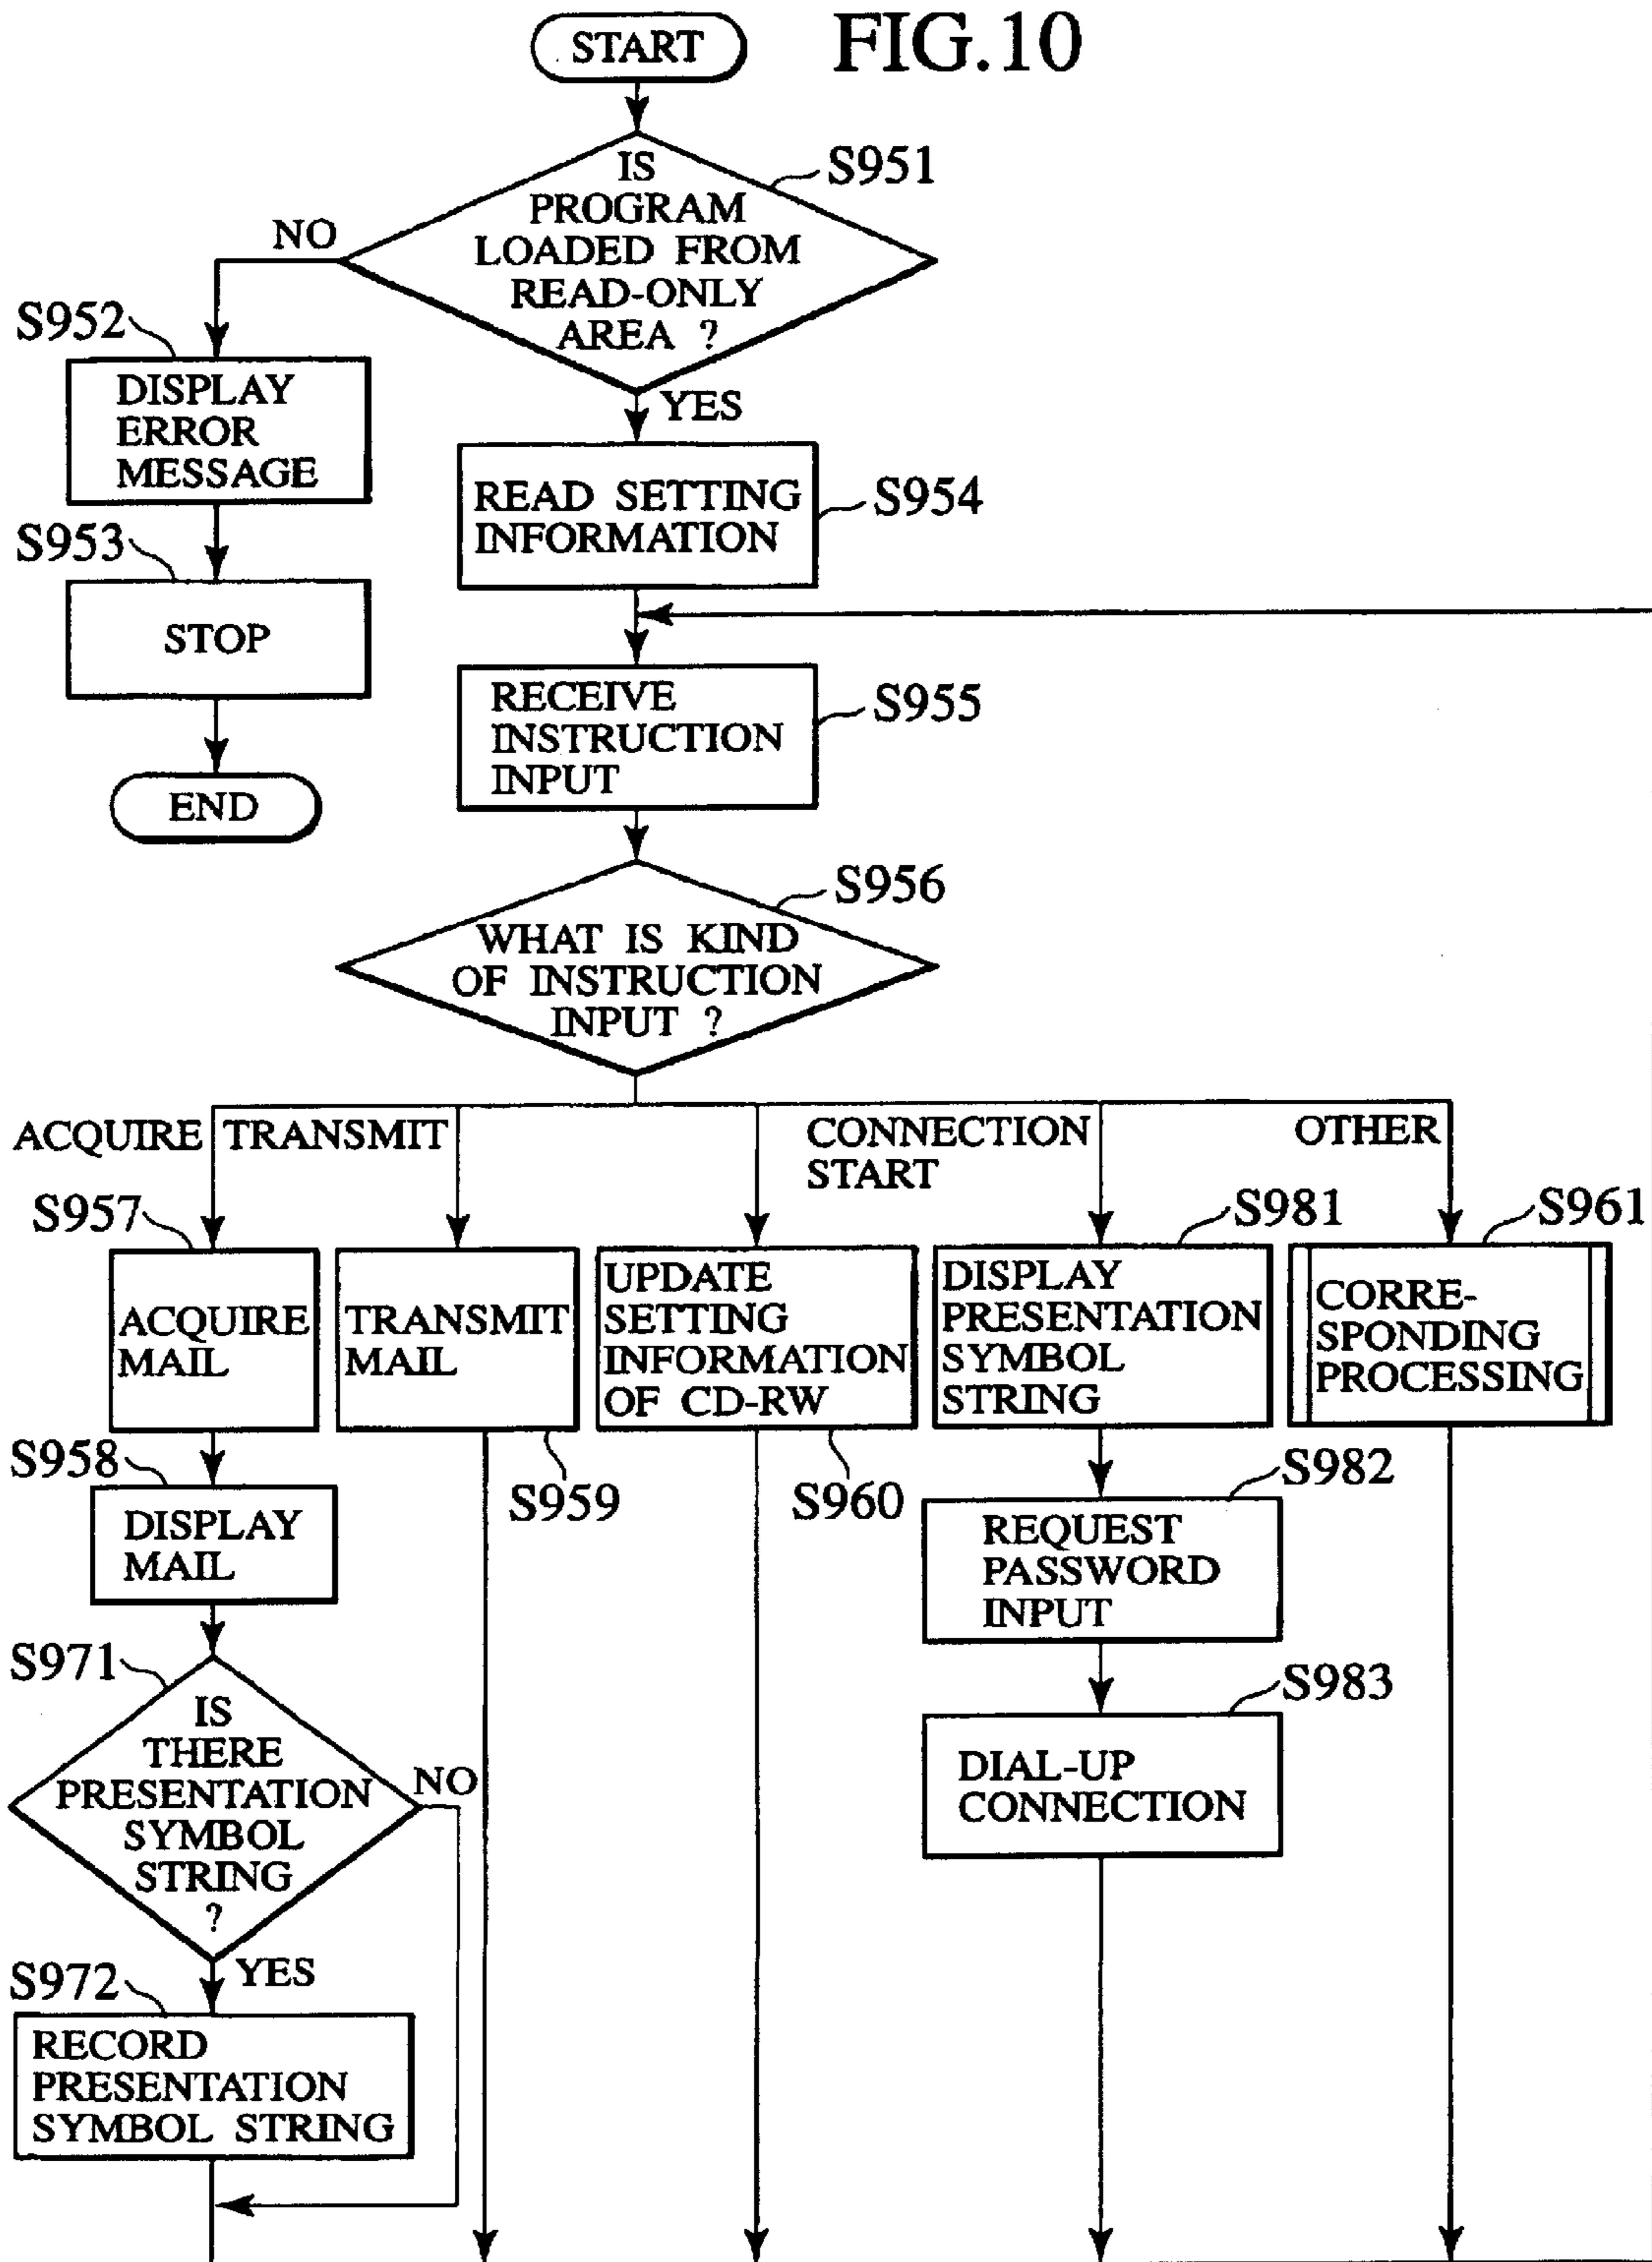 START
FIG.10
IS
PROGRAM
LOADED FROM
READ-ONLY
AREA ?
S951
NO
YES
S952
DISPLAY
ERROR
MESSAGE
S953
STOP
END
READ SETTING
INFORMATION
S954
RECEIVE
INSTRUCTION
INPUT
S955
WHAT IS KIND
OF INSTRUCTION
INPUT ?
S956
ACQUIRE
TRANSMIT
CONNECTION
START
OTHER
S957
ACQUIRE
MAIL
TRANSMIT
MAIL
S959
UPDATE
SETTING
INFORMATION
OF CD-RW
S960
S981
DISPLAY
PRESENTATION
SYMBOL
STRING
S961
CORRE-
SPONDING
PROCESSING
S958
DISPLAY
MAIL
S982
REQUEST
PASSWORD
INPUT
S971
IS
THERE
PRESENTATION
SYMBOL
STRING
?
NO
YES
S983
DIAL-UP
CONNECTION
S972
RECORD
PRESENTATION
SYMBOL STRING